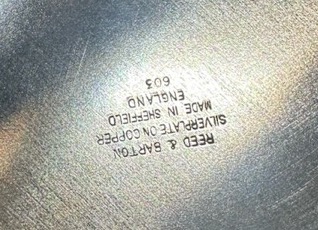 REED & BARTON
SILVERPLATE ON COPPER
MADE IN SHEFFIELD
ENGLAND
603